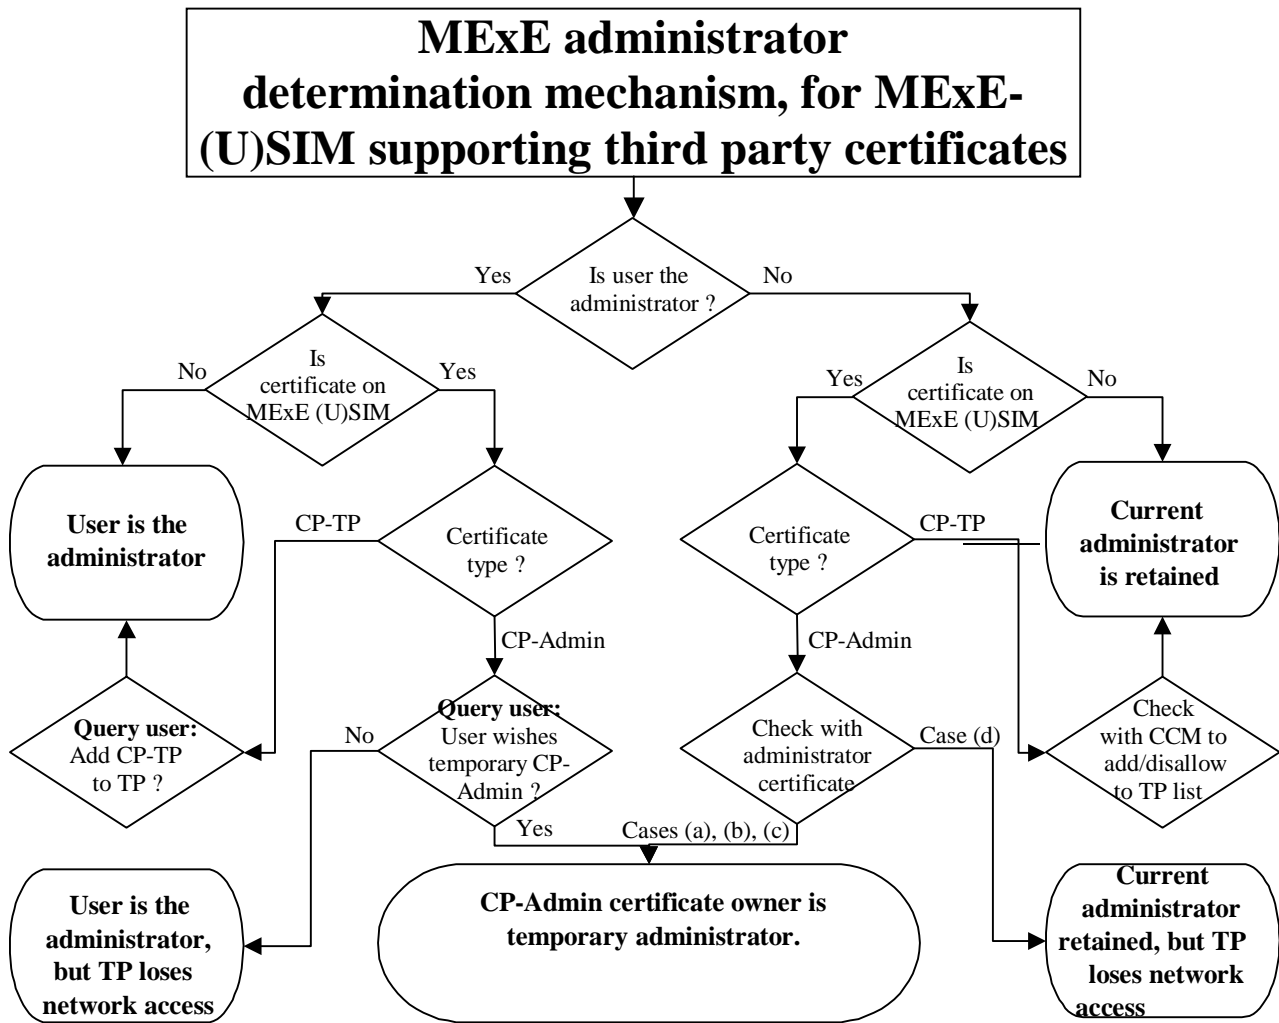 MExE administrator
determination mechanism, for MExE-
(U)SIM supporting third party certificates
Is user the
administrator ?
Yes
No
Is
certificate on
MExE (U)SIM
No
Yes
Is
certificate on
MExE (U)SIM
Yes
No
User is the
administrator
CP-TP
Certificate
type ?
Certificate
type ?
CP-TP
Current
administrator
is retained
CP-Admin
CP-Admin
Query user:
Add CP-TP
to TP ?
No
Query user:
User wishes
temporary CP-
Admin ?
Check with
administrator
certificate
Case (d)
Check
with CCM to
add/disallow
to TP list
Yes
Cases (a), (b), (c)
User is the
administrator,
but TP loses
network access
CP-Admin certificate owner is
temporary administrator.
Current
administrator
retained, but TP
loses network
access